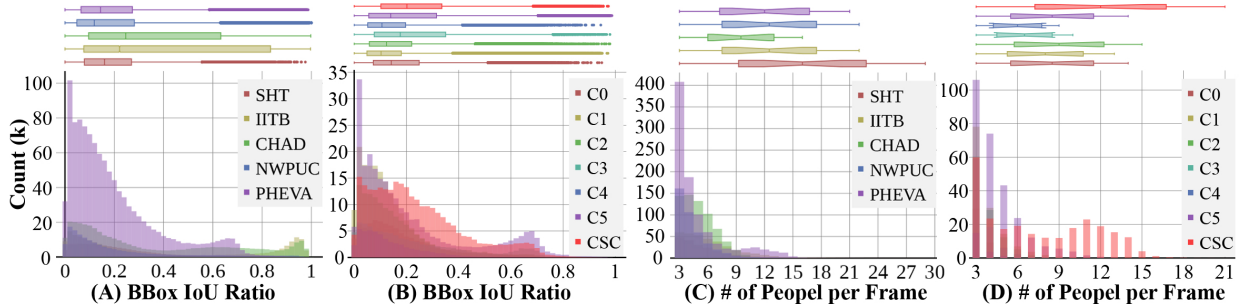 Count (k)
100
80
60
40
20
0
0 0.2 0.4 0.6 0.8 1
SHT
IITB
CHAD
NWPUC
PHEVA
(A) BBox IoU Ratio
35
30
25
20
15
10
5
0
0 0.2 0.4 0.6 0.8 1
C0
C1
C2
C3
C4
C5
CSC
(B) BBox IoU Ratio
400
350
300
250
200
150
100
50
0
3 6 9 12 15 18 21 24 27 30
SHT
IITB
CHAD
NWPUC
PHEVA
(C) # of Peopel per Frame
100
80
60
40
20
0
3 6 9 12 15 18 21
C0
C1
C2
C3
C4
C5
CSC
(D) # of Peopel per Frame